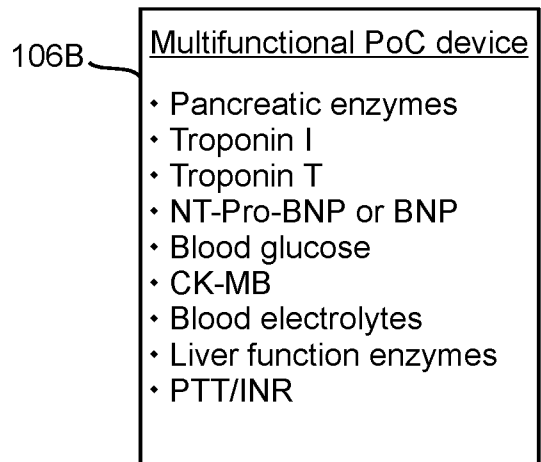 106B
Multifunctional PoC device
• Pancreatic enzymes
• Troponin I
• Troponin T
• NT-Pro-BNP or BNP
• Blood glucose
• CK-MB
• Blood electrolytes
• Liver function enzymes
• PTT/INR